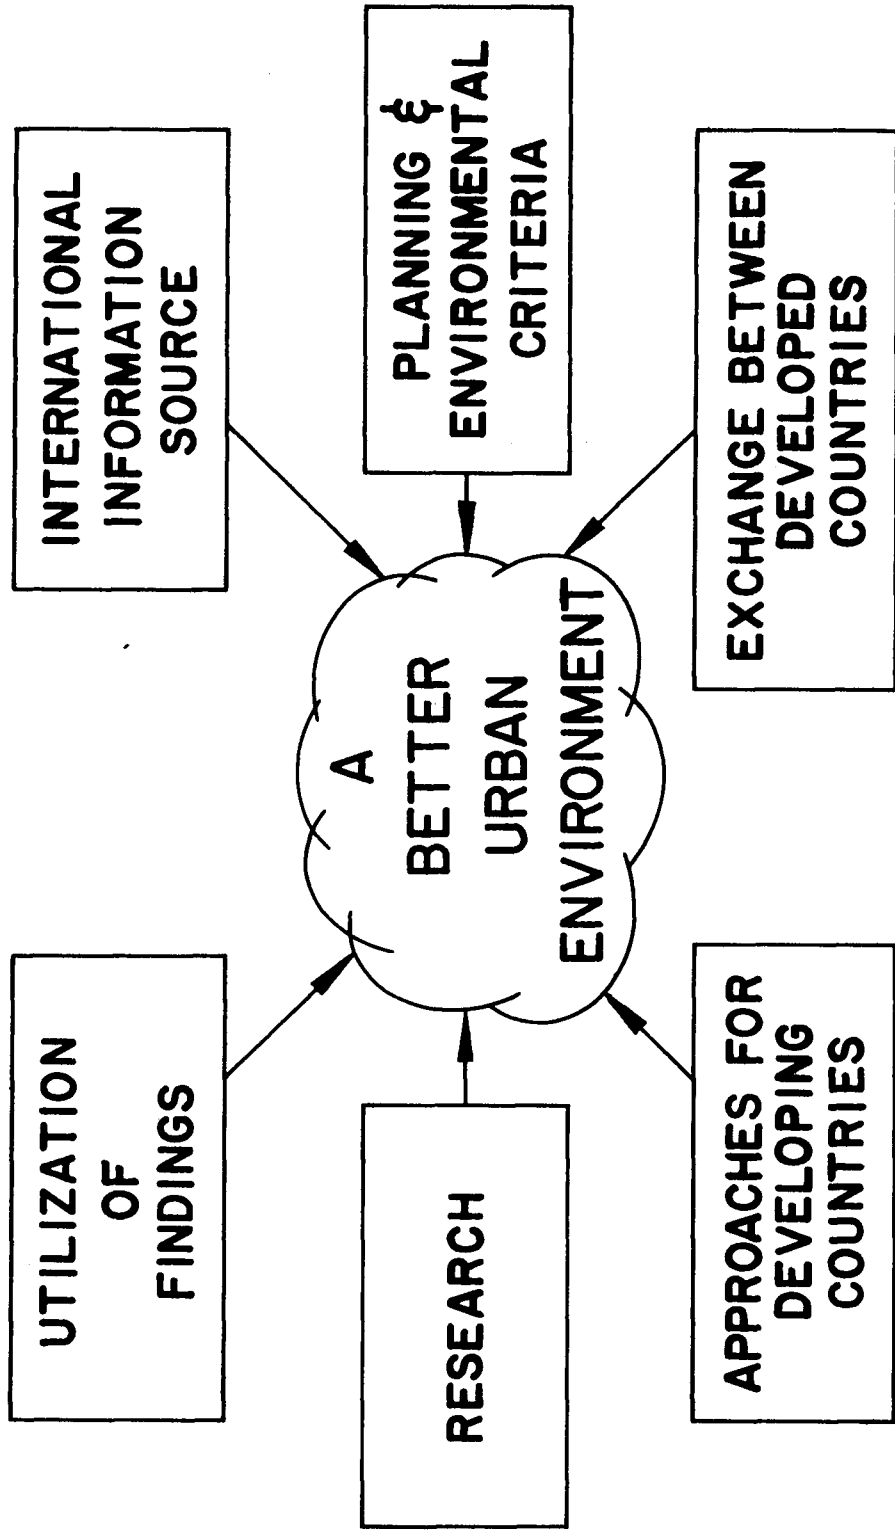 UTILIZATION
OF
FINDINGS
INTERNATIONAL
INFORMATION
SOURCE
RESEARCH
A
BETTER
URBAN
ENVIRONMENT
PLANNING &
ENVIRONMENTAL
CRITERIA
APPROACHES FOR
DEVELOPING
COUNTRIES
EXCHANGE BETWEEN
DEVELOPED
COUNTRIES